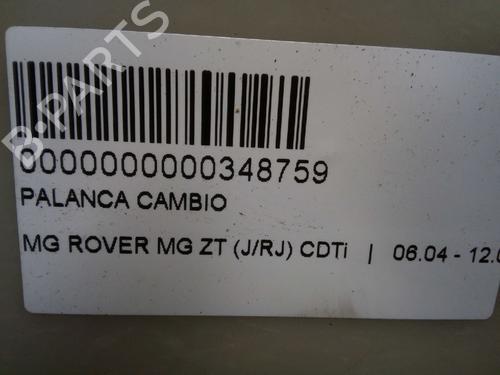 B-PARTS
0000000000348759
PALANCA CAMBIO
MG ROVER MG ZT (J/RJ) CDTi | 06.04 - 12.0